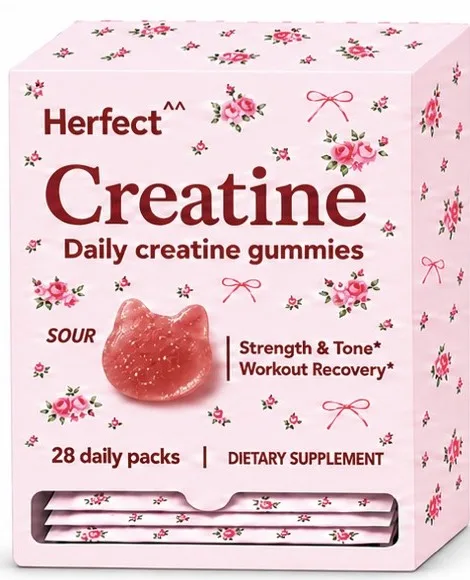 Herfect^^
Creatine
Daily creatine gummies
SOUR
Strength & Tone*
Workout Recovery*
28 daily packs | DIETARY SUPPLEMENT